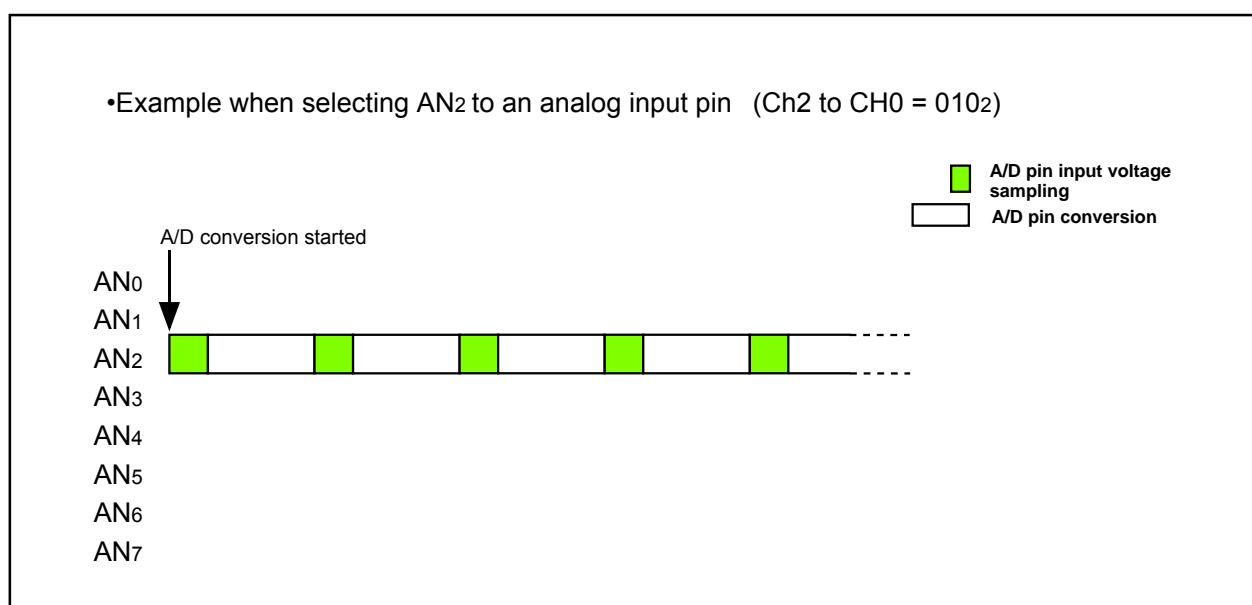 •Example when selecting AN2 to an analog input pin (Ch2 to CH0 = 0102)
A/D pin input voltage
sampling
A/D pin conversion
A/D conversion started
AN0
AN1
AN2
AN3
AN4
AN5
AN6
AN7